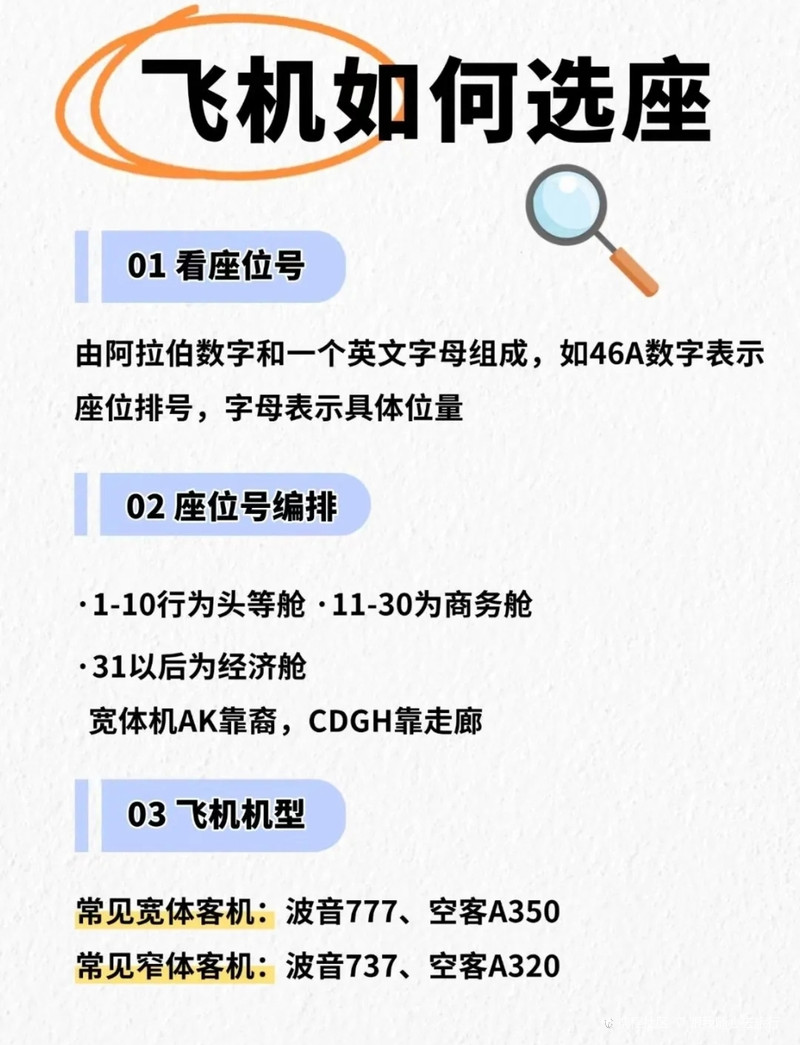 飞机如何选座
01 看座位号
由阿拉伯数字和一个英文字母组成，如46A数字表示
座位排号，字母表示具体位量
02 座位号编排
·1-10行为头等舱 ·11-30为商务舱
·31以后为经济舱
宽体机AK靠裔，CDGH靠走廊
03 飞机机型
常见宽体客机：波音777、空客A350
常见窄体客机：波音737、空客A320